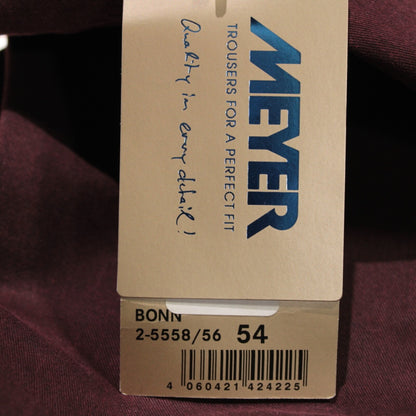 MEYER
TROUSERS FOR A PERFECT FIT
Quality in every detail!
BONN
2-5558/56 54
4 060421 424225